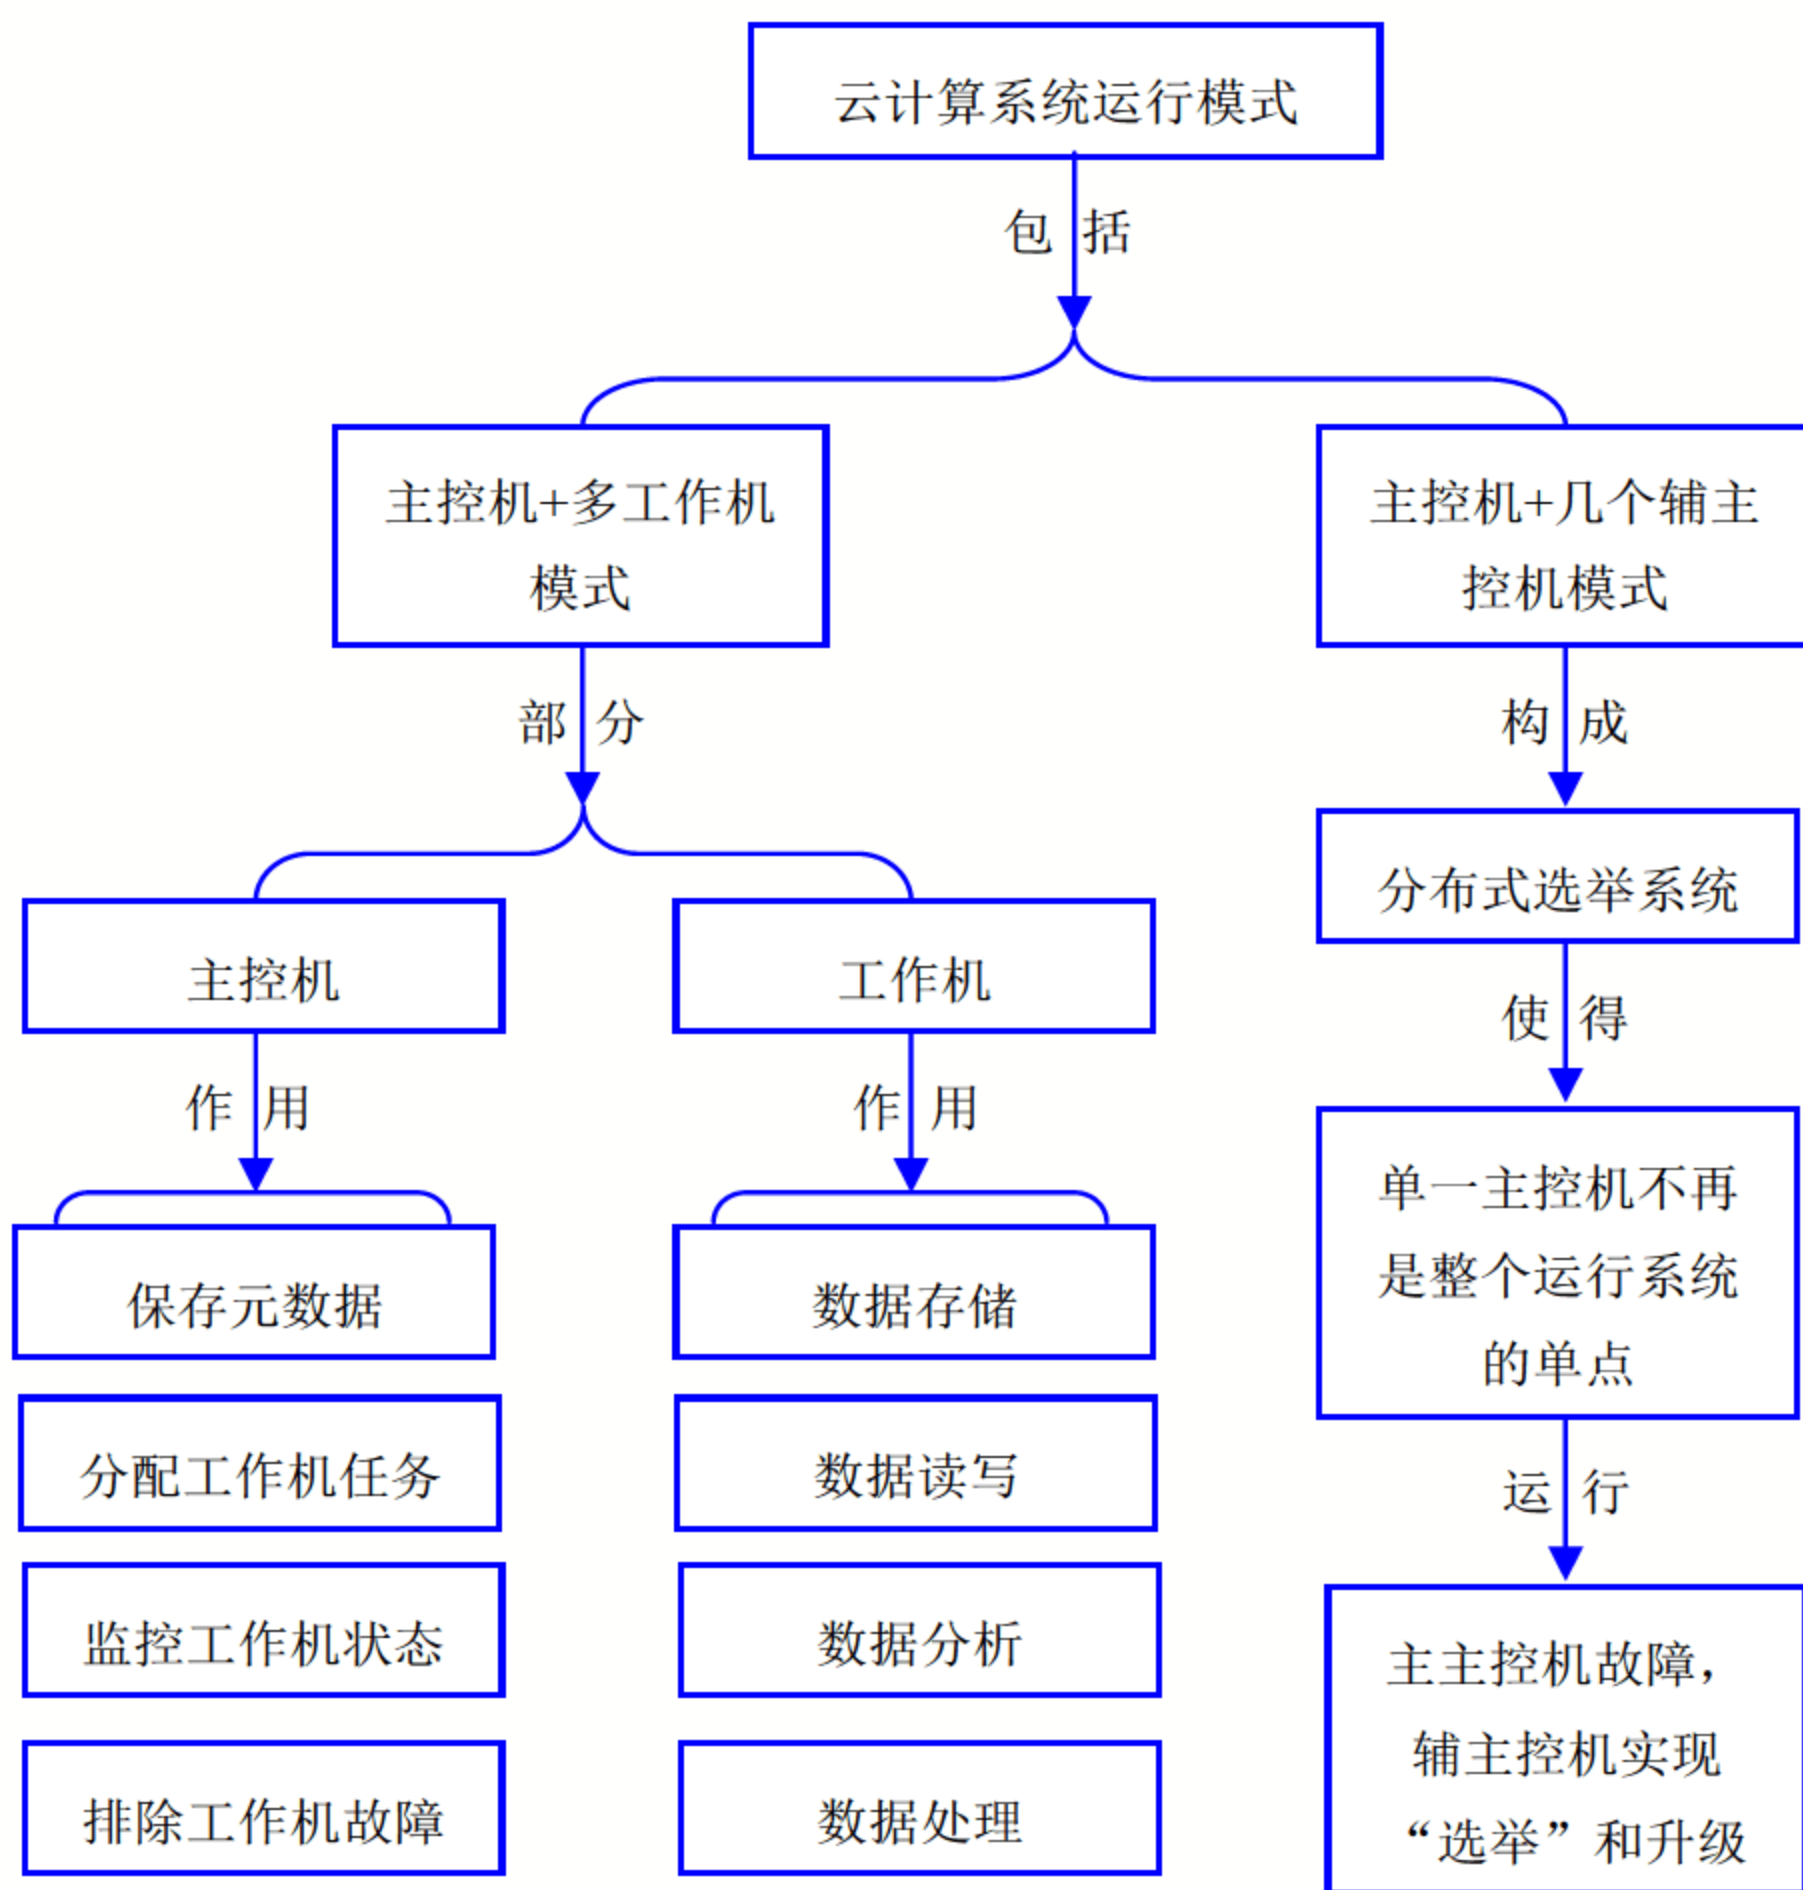 云计算系统运行模式
包括
主控机+多工作机
模式
主控机+几个辅主
控机模式
部分
构成
分布式选举系统
主控机
工作机
使得
作用
作用
单一主控机不再
是整个运行系统
的单点
保存元数据
数据存储
分配工作机任务
数据读写
运行
监控工作机状态
数据分析
主主控机故障，
辅主控机实现
“选举”和升级
排除工作机故障
数据处理